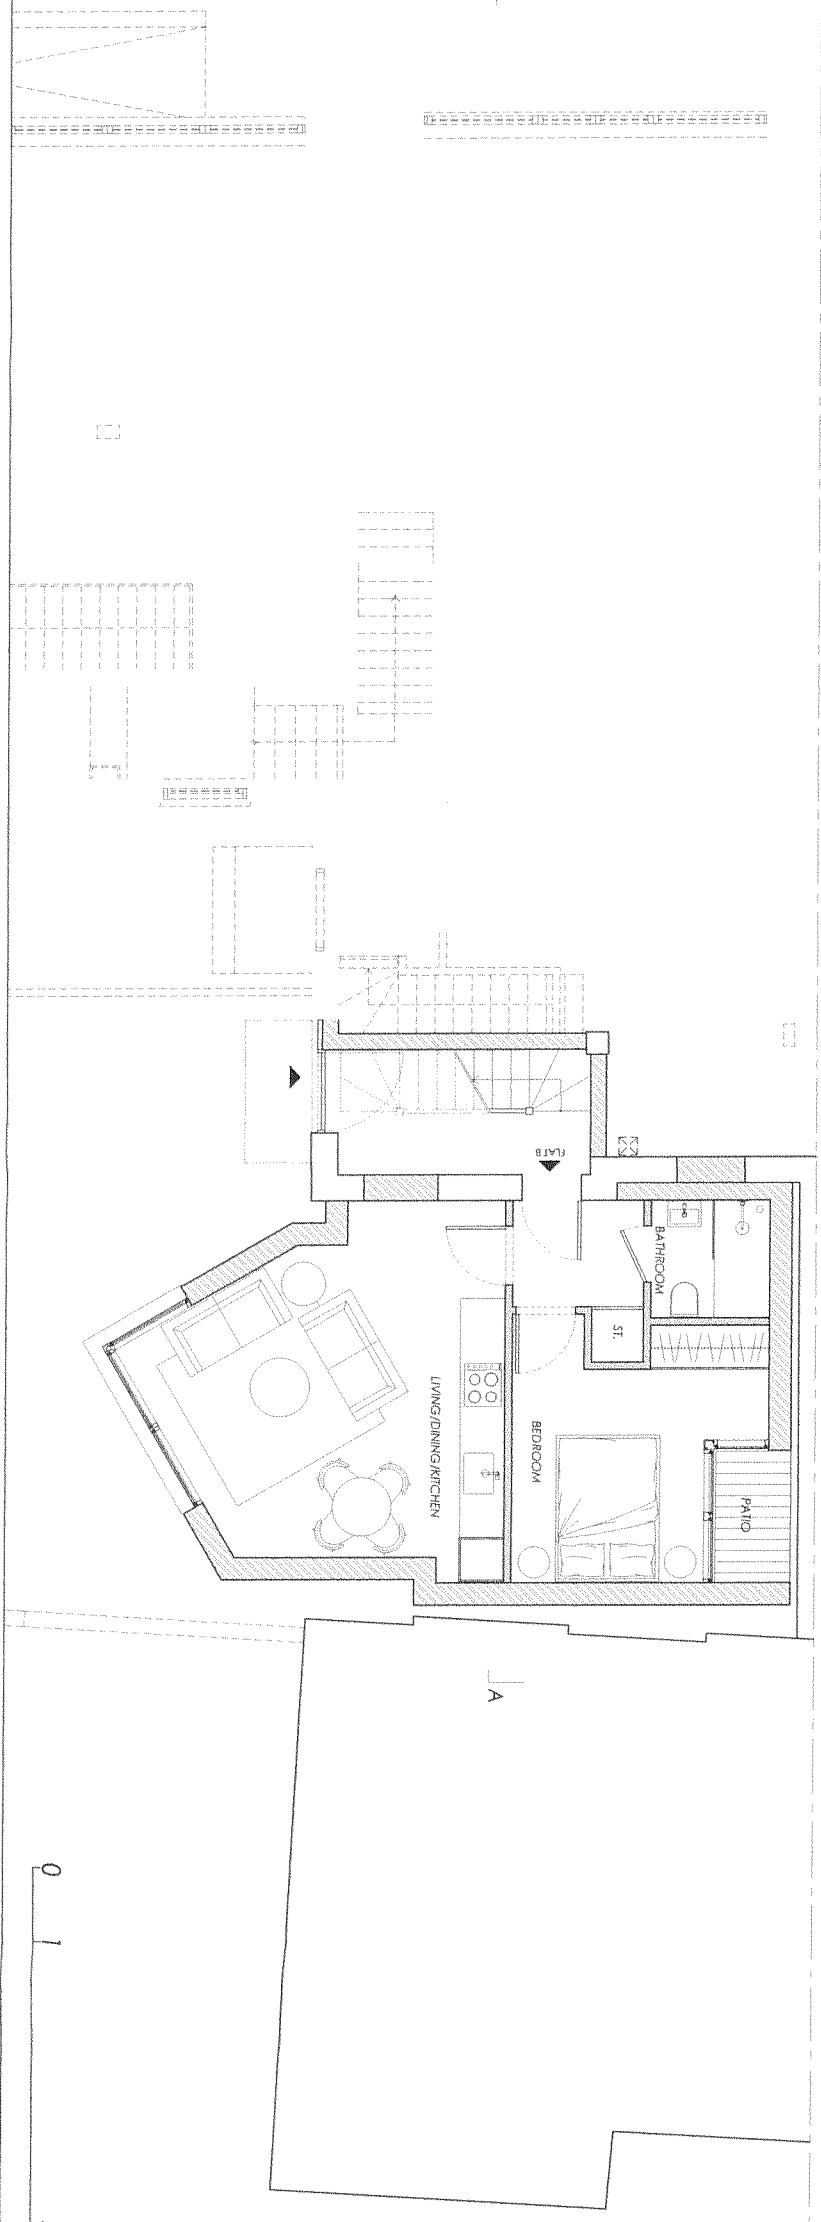 FLAT B
BATHROOM
ST.
LIVING/DINING/KITCHEN
BEDROOM
PATIO
A
0
1